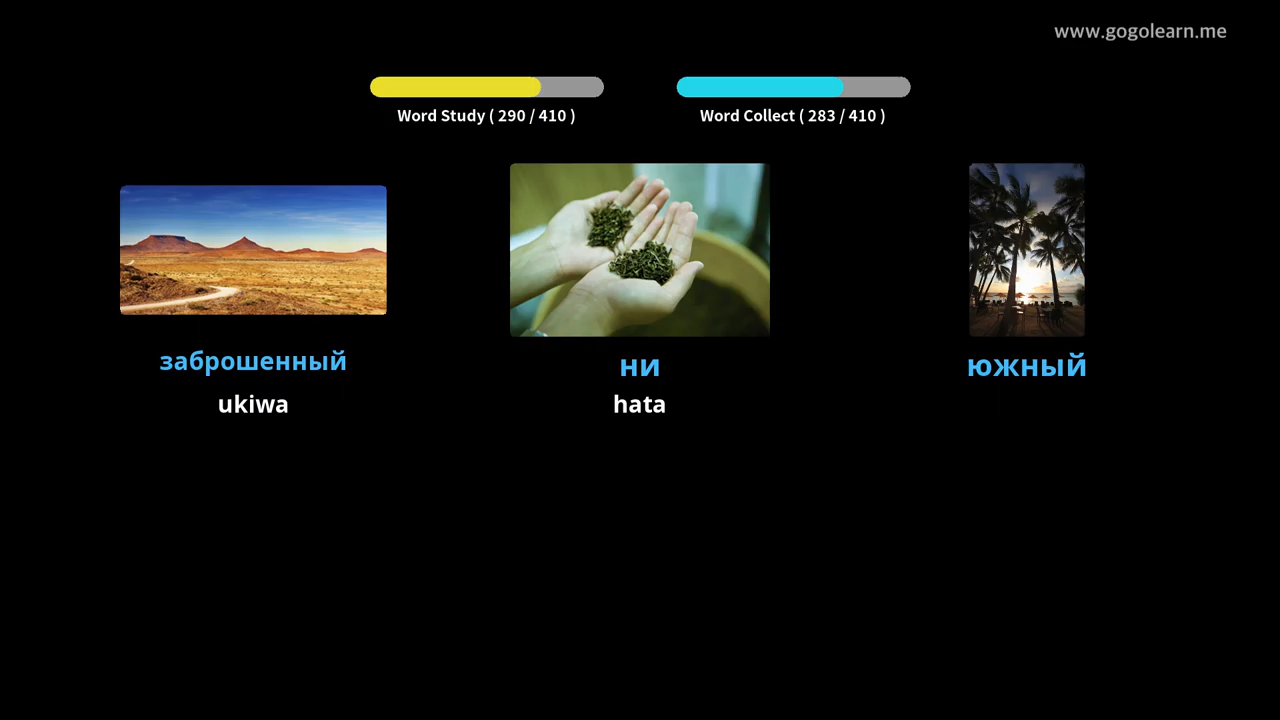 www.gogolearn.me
Word Study ( 290 / 410 )
Word Collect ( 283 / 410 )
заброшенный
ни
южный
ukiwa
hata